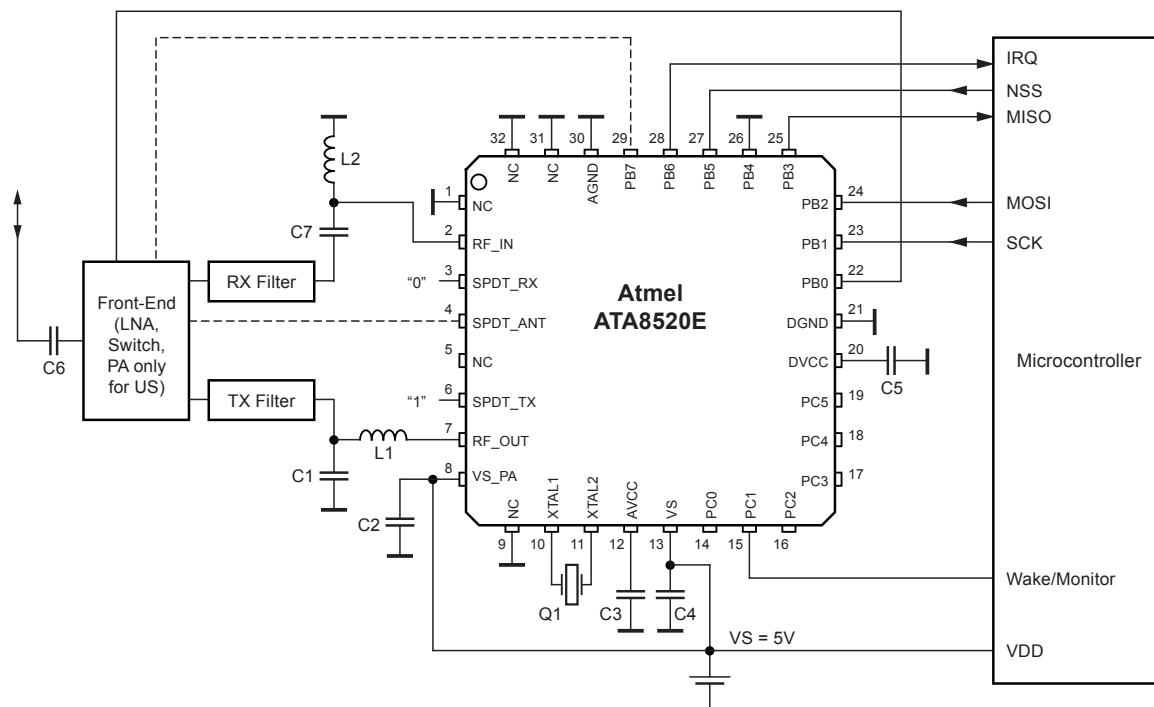 IRQ
NSS
MISO
32
31
30
29
28
27
26
25
NC
NC
AGND
PB7
PB6
PB5
PB4
PB3
L2
1
NC
PB2
24
MOSI
C7
2
RF_IN
PB1
23
SCK
RX Filter
"0"
3
SPDT_RX
PB0
22
Atmel
ATA8520E
Front-End
(LNA,
Switch,
PA only
for US)
4
SPDT_ANT
DGND
21
C6
5
NC
DVCC
20
C5
Microcontroller
TX Filter
"1"
6
SPDT_TX
PC5
19
L1
7
RF_OUT
PC4
18
C1
8
VS_PA
PC3
17
C2
NC
XTAL1
XTAL2
AVCC
VS
PC0
PC1
PC2
9
10
11
12
13
14
15
16
Q1
C3
C4
Wake/Monitor
VS = 5V
VDD